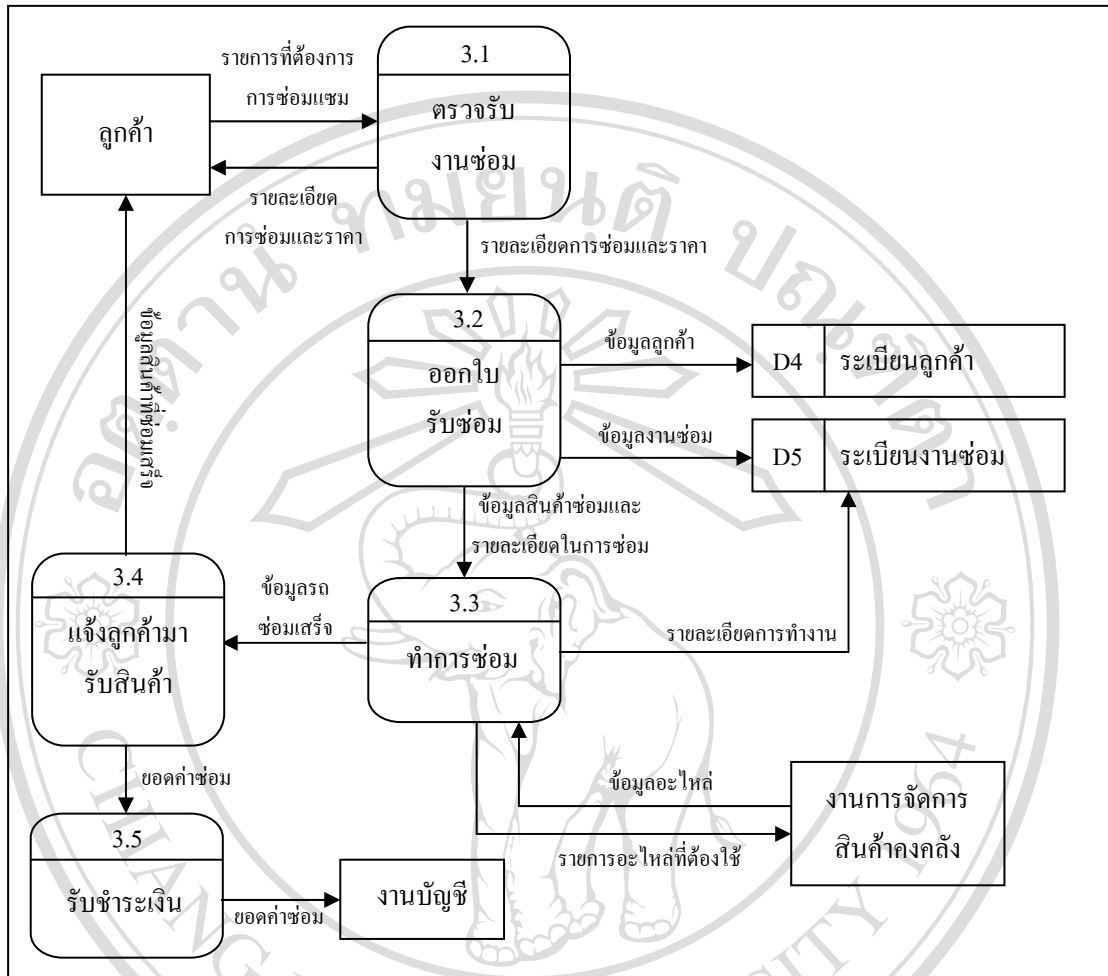 3.1
รายการที่ต้องการ
การซ่อมแซม
ตรวจรับ
งานซ่อม
ลูกค้า
รายละเอียด
การซ่อมและราคา
รายละเอียดการซ่อมและราคา
3.2
ออกใบ
รับซ่อม
ข้อมูลลูกค้า
D4 ระเบียนลูกค้า
ข้อมูลงานซ่อม
D5 ระเบียนงานซ่อม
ข้อมูลสินค้าที่ซ่อมเสร็จ
ข้อมูลสินค้าซ่อมและ
รายละเอียดในการซ่อม
3.4
แจ้งลูกค้ามา
รับสินค้า
ข้อมูลรถ
ซ่อมเสร็จ
3.3
ทำการซ่อม
รายละเอียดการทำงาน
ยอดค่าซ่อม
ข้อมูลอะไหล่
งานการจัดการ
สินค้าคงคลัง
รายการอะไหล่ที่ต้องใช้
3.5
รับชำระเงิน
ยอดค่าซ่อม
งานบัญชี